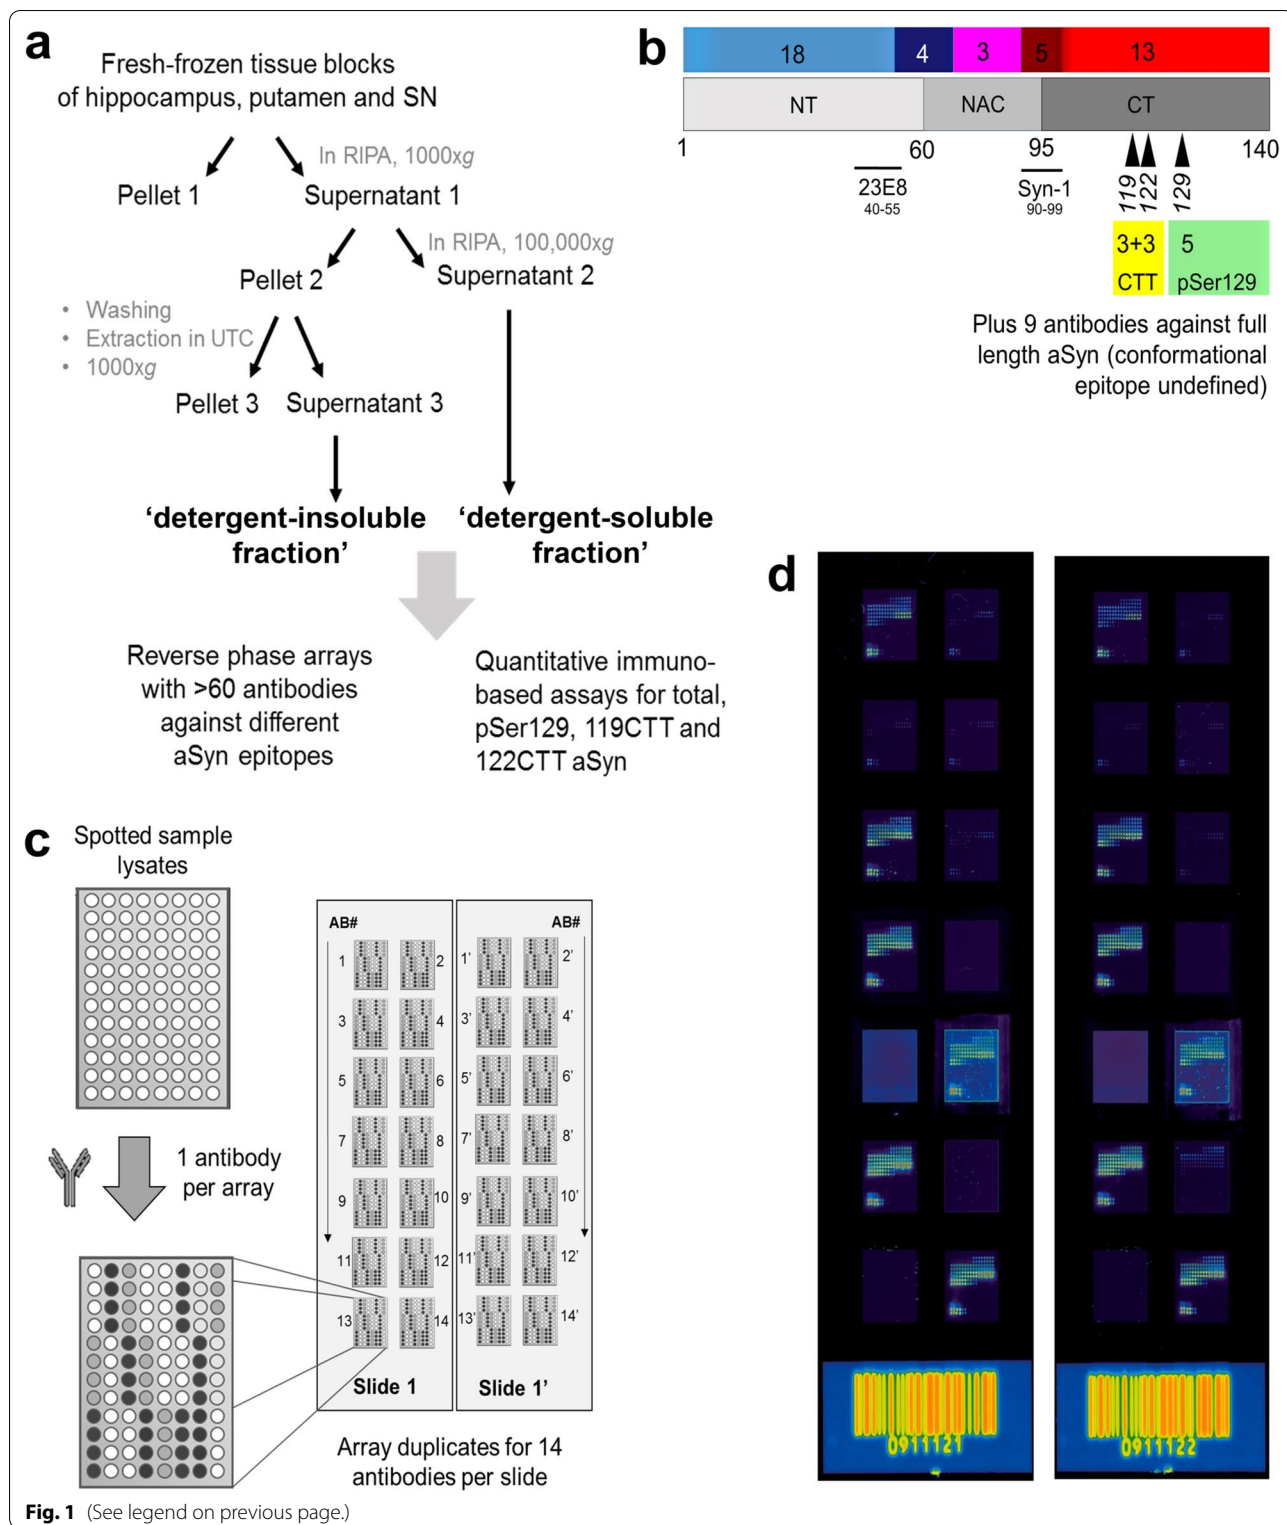 a
Fresh-frozen tissue blocks
of hippocampus, putamen and SN
In RIPA, 1000xg
Pellet 1
Supernatant 1
In RIPA, 100,000xg
Pellet 2
Supernatant 2
• Washing
• Extraction in UTC
• 1000xg
Pellet 3
Supernatant 3
‘detergent-insoluble
fraction’
‘detergent-soluble
fraction’
Reverse phase arrays
with >60 antibodies
against different
aSyn epitopes
Quantitative immuno-
based assays for total,
pSer129, 119CTT and
122CTT aSyn
b
18 4 3 5 13
NT NAC CT
1 60 95 140
23E8
40-55
Syn-1
90-99
119 122 129
3+3
CTT
5
pSer129
Plus 9 antibodies against full
length aSyn (conformational
epitope undefined)
c
Spotted sample
lysates
1 antibody
per array
AB# AB#
1 2 1’ 2’
3 4 3’ 4’
5 6 5’ 6’
7 8 7’ 8’
9 10 9’ 10’
11 12 11’ 12’
13 14 13’ 14’
Slide 1 Slide 1’
Array duplicates for 14
antibodies per slide
d
0911121 0911122
Fig. 1 (See legend on previous page.)